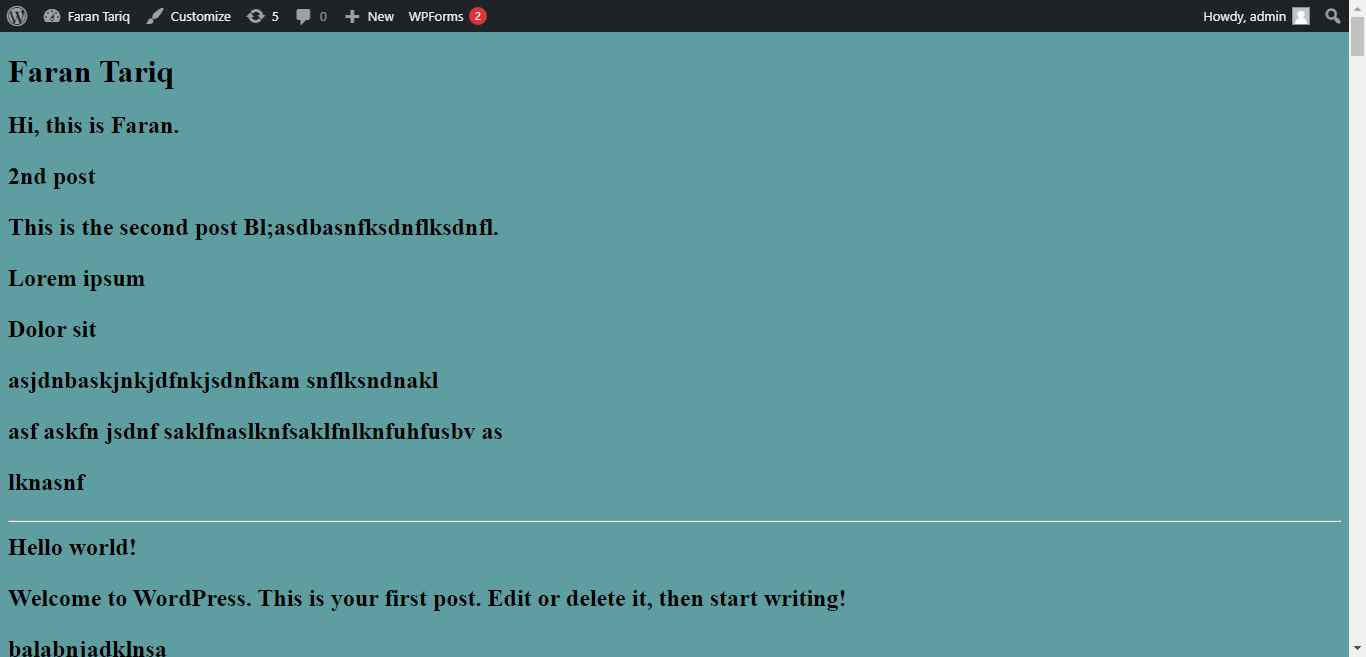 Faran Tariq Customize 5 0 New WPForms 2 Howdy, admin
Faran Tariq
Hi, this is Faran.
2nd post
This is the second post Bl;asdbasnfksdnflksdnfl.
Lorem ipsum
Dolor sit
asjdnbaskjnkjdfnkjsdnfkam snflksndnakl
asf askfn jsdnf saklfnaslknfsaklfnlknfuhfusbv as
lknasnf
Hello world!
Welcome to WordPress. This is your first post. Edit or delete it, then start writing!
balabnjadklnsa